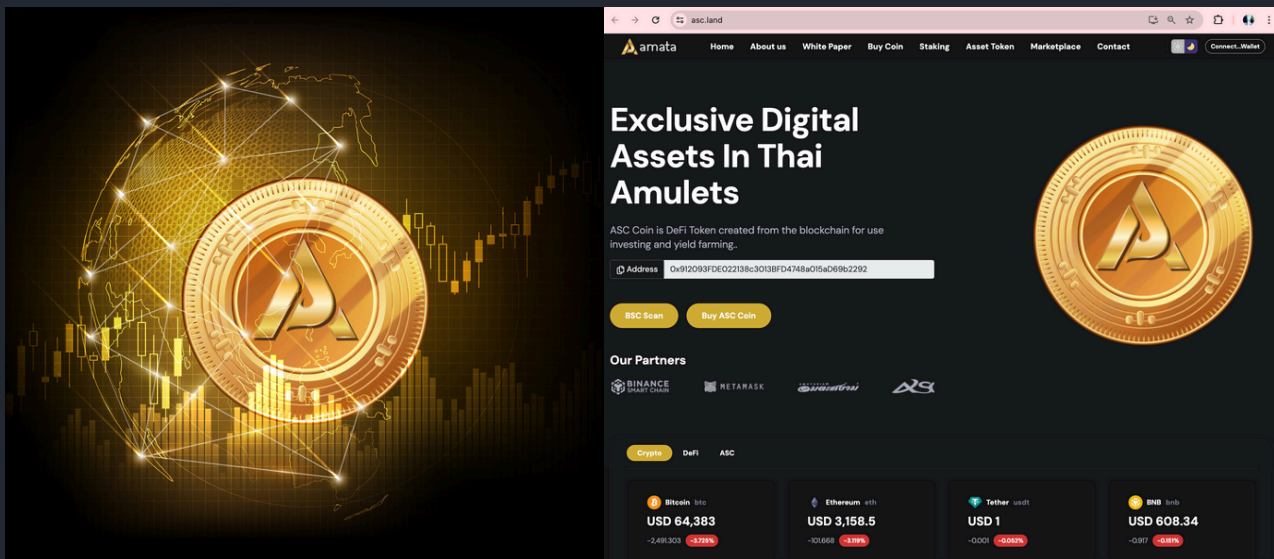 asc.land
amata
Home About us White Paper Buy Coin Staking Asset Token Marketplace Contact
Connect...Wallet
Exclusive Digital
Assets In Thai
Amulets
ASC Coin is DeFi Token created from the blockchain for use
investing and yield farming..
Address 0x912093FDE022138c3013BFD4748a015aD69b2292
BSC Scan Buy ASC Coin
Our Partners
BINANCE
SMART CHAIN
METAMASK
Crypto DeFi ASC
Bitcoin btc
USD 64,383
-2,491.303 -3.725%
Ethereum eth
USD 3,158.5
-101.668 -3.119%
Tether usdt
USD 1
-0.001 -0.052%
BNB bnb
USD 608.34
-0.917 -0.151%